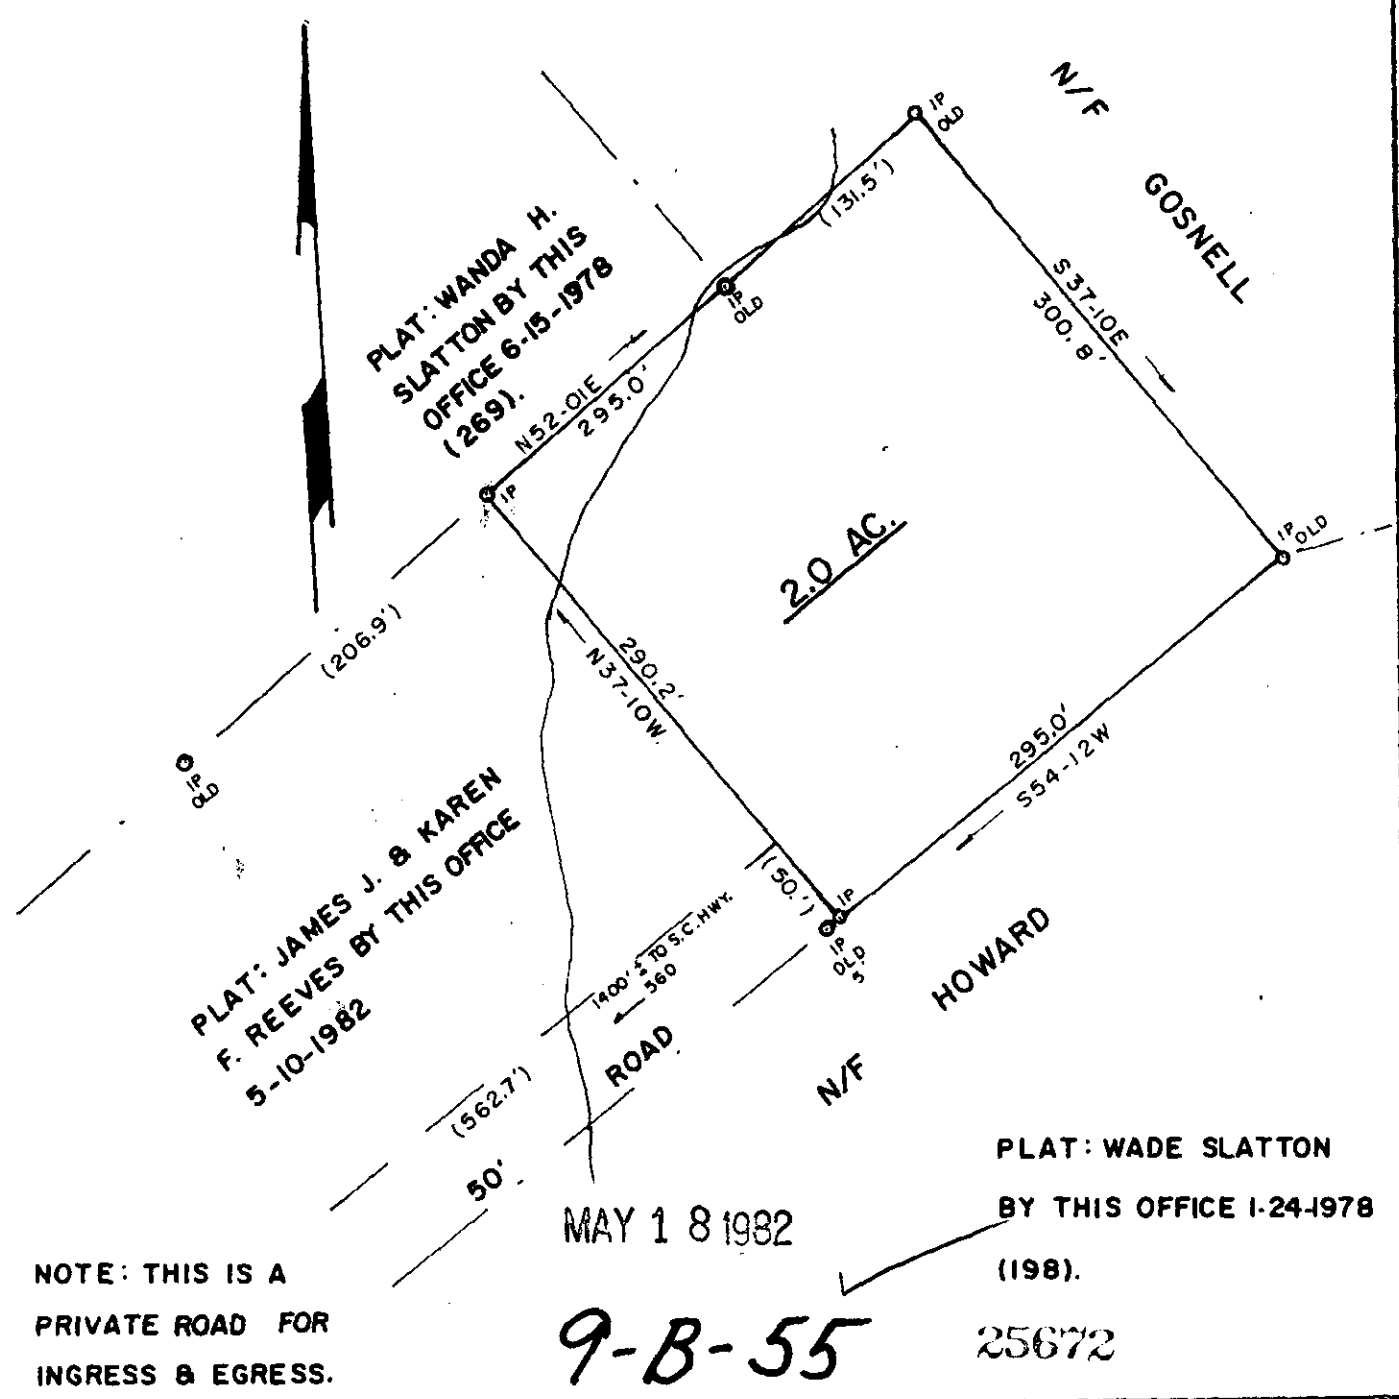 N/F
GOSNELL
IP
OLD
(131.5')
PLAT: WANDA H.
SLATTON BY THIS
OFFICE 6-15-1978
(269).
IP
OLD
S37-10E
300.8'
N52-01E
295.0'
IP
2.0 AC.
IP
OLD
(206.9')
290.2'
N37-10W.
IP
OLD
295.0'
S54-12W
PLAT: JAMES J. & KAREN
F. REEVES BY THIS OFFICE
5-10-1982
(50.')
IP
IP
OLD
5
1400'± TO S.C. HWY.
560
HOWARD
N/F
ROAD
(562.7')
50'
PLAT: WADE SLATTON
BY THIS OFFICE 1-24-1978
(198).
MAY 18 1982
NOTE: THIS IS A
PRIVATE ROAD FOR
INGRESS & EGRESS.
9-B-55
25672